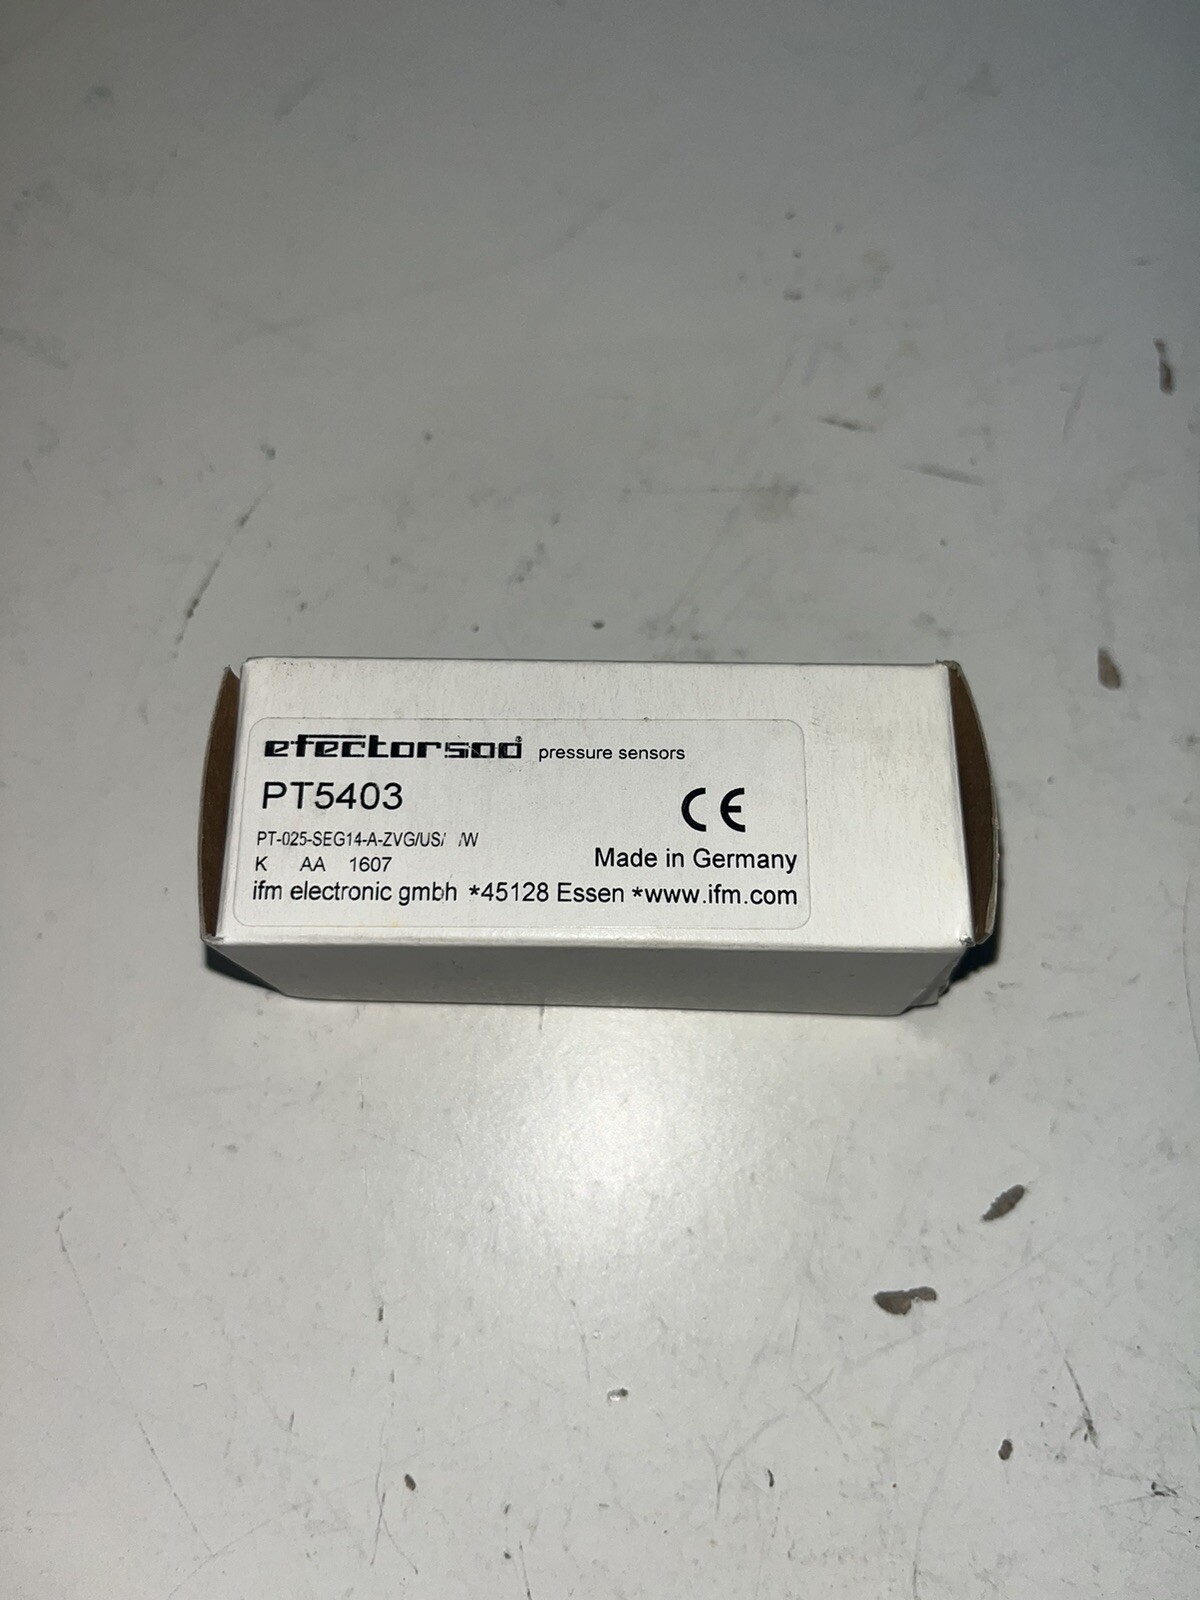 efector500® pressure sensors
PT5403
CE
PT-025-SEG14-A-ZVG/US/ /W
K AA 1607
Made in Germany
ifm electronic gmbh *45128 Essen *www.ifm.com